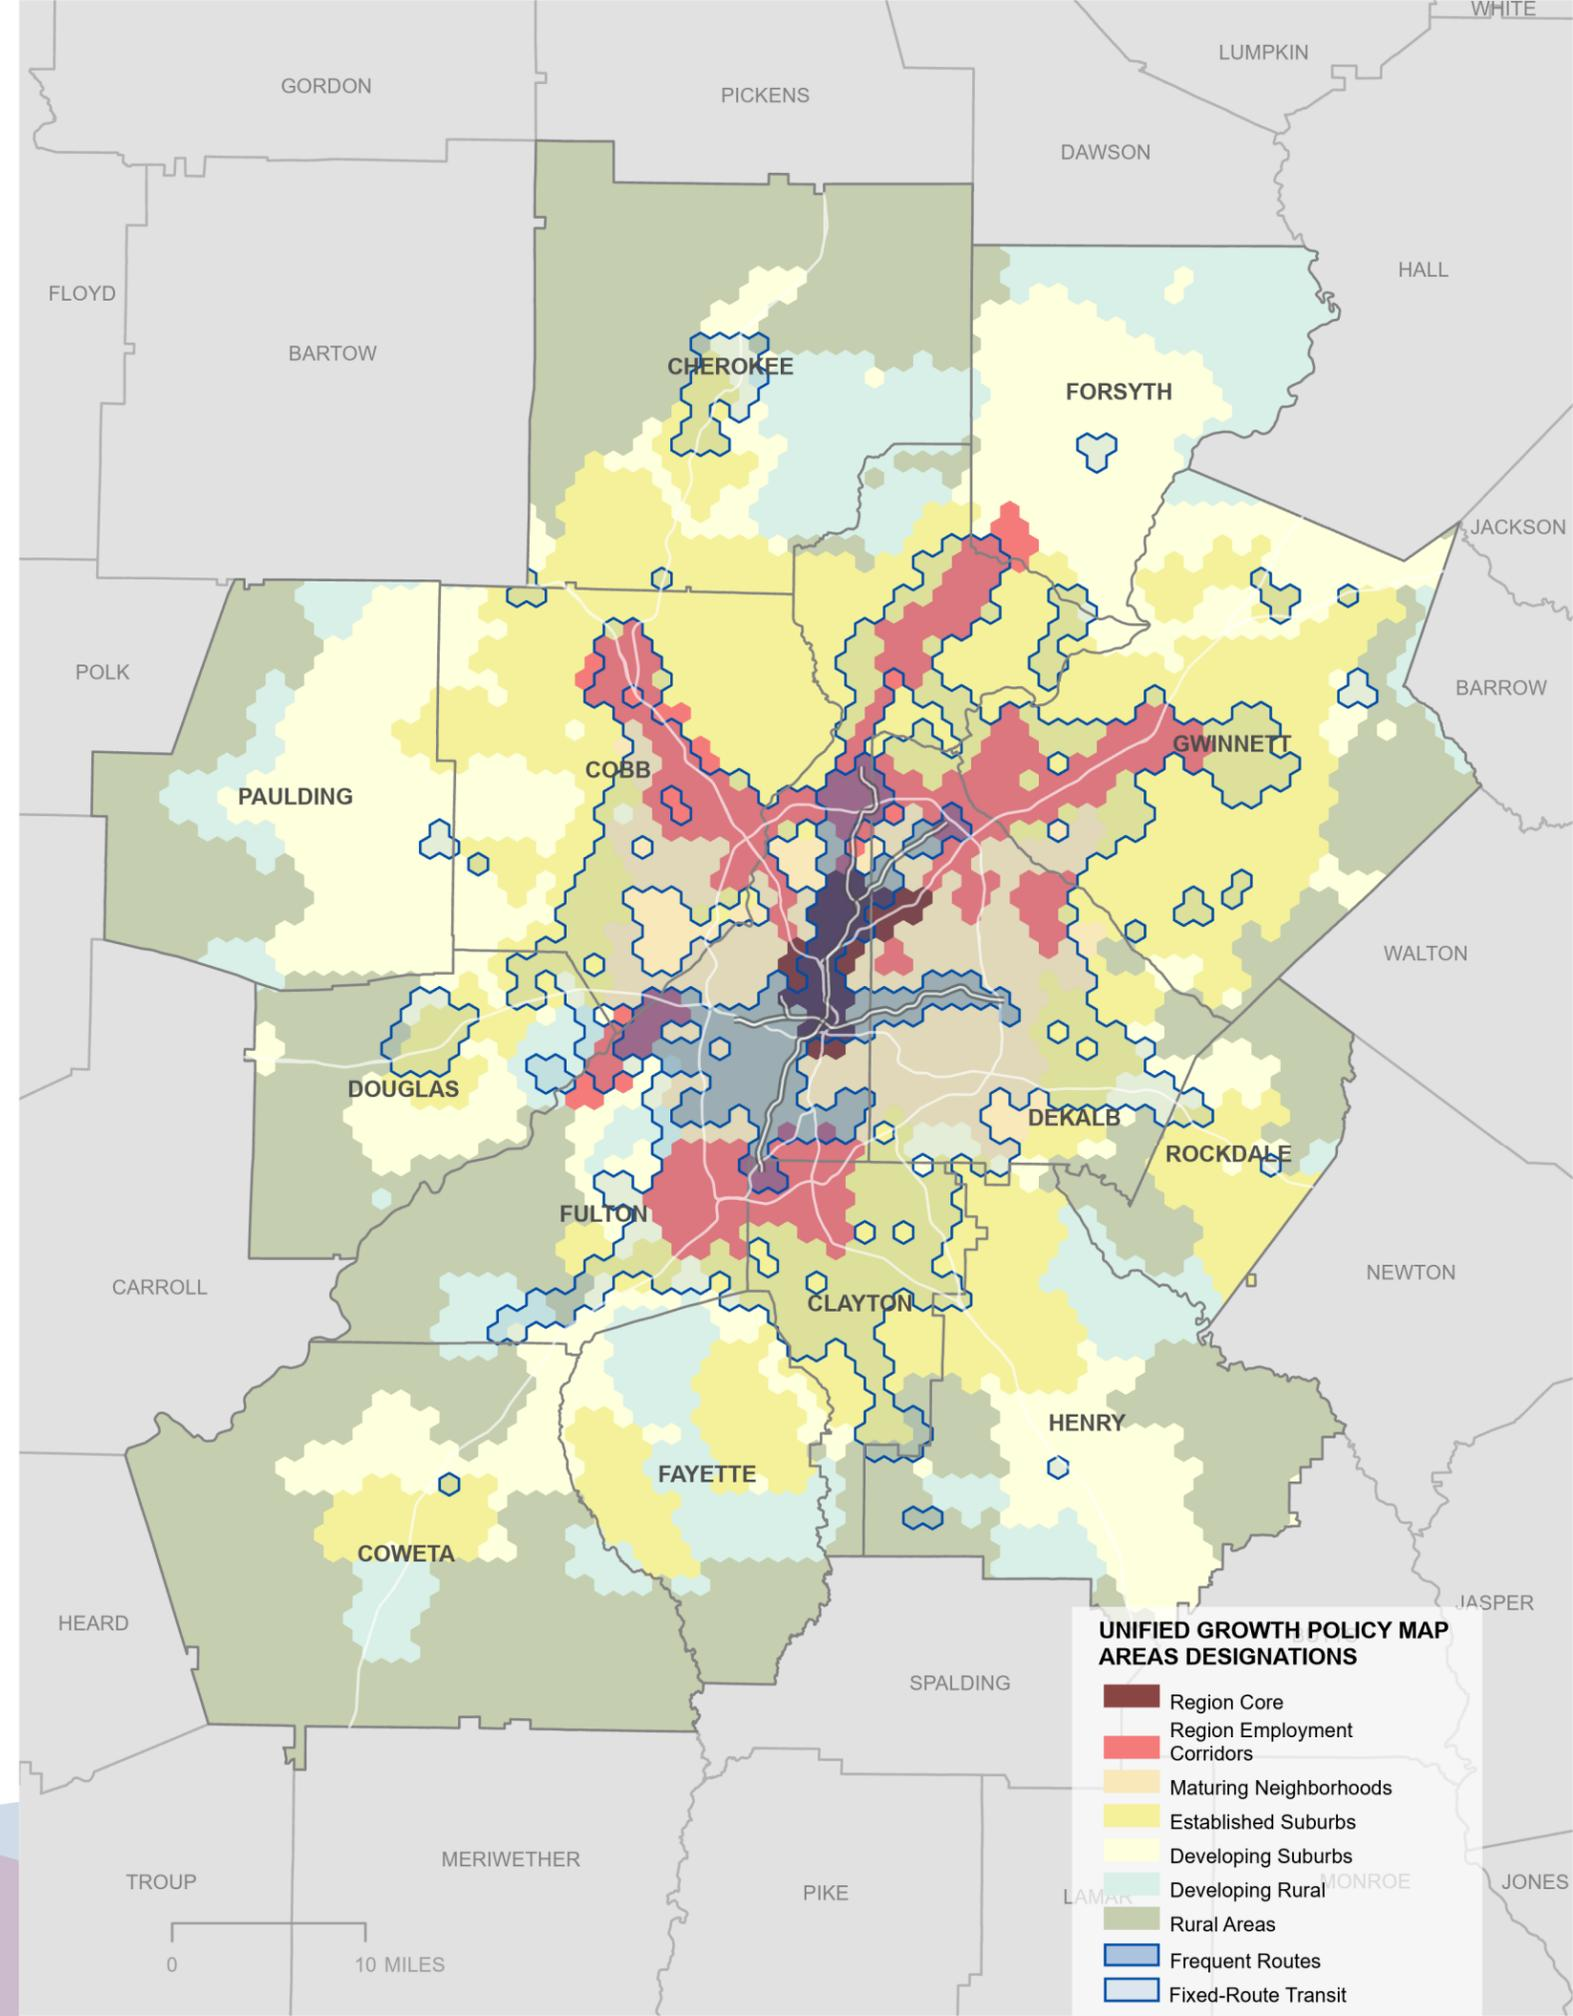 WHITE
LUMPKIN
GORDON
PICKENS
DAWSON
HALL
FLOYD
BARTOW
CHEROKEE
FORSYTH
JACKSON
POLK
BARROW
GWINNETT
COBB
PAULDING
WALTON
DOUGLAS
DEKALB
ROCKDALE
FULTON
CARROLL
NEWTON
CLAYTON
HENRY
FAYETTE
COWETA
HEARD
JASPER
SPALDING
UNIFIED GROWTH POLICY MAP
AREAS DESIGNATIONS
Region Core
Region Employment
Corridors
Maturing Neighborhoods
Established Suburbs
Developing Suburbs
Developing Rural
Rural Areas
Frequent Routes
Fixed-Route Transit
MERIWETHER
TROUP
PIKE
LAMAR
MONROE
JONES
0 10 MILES